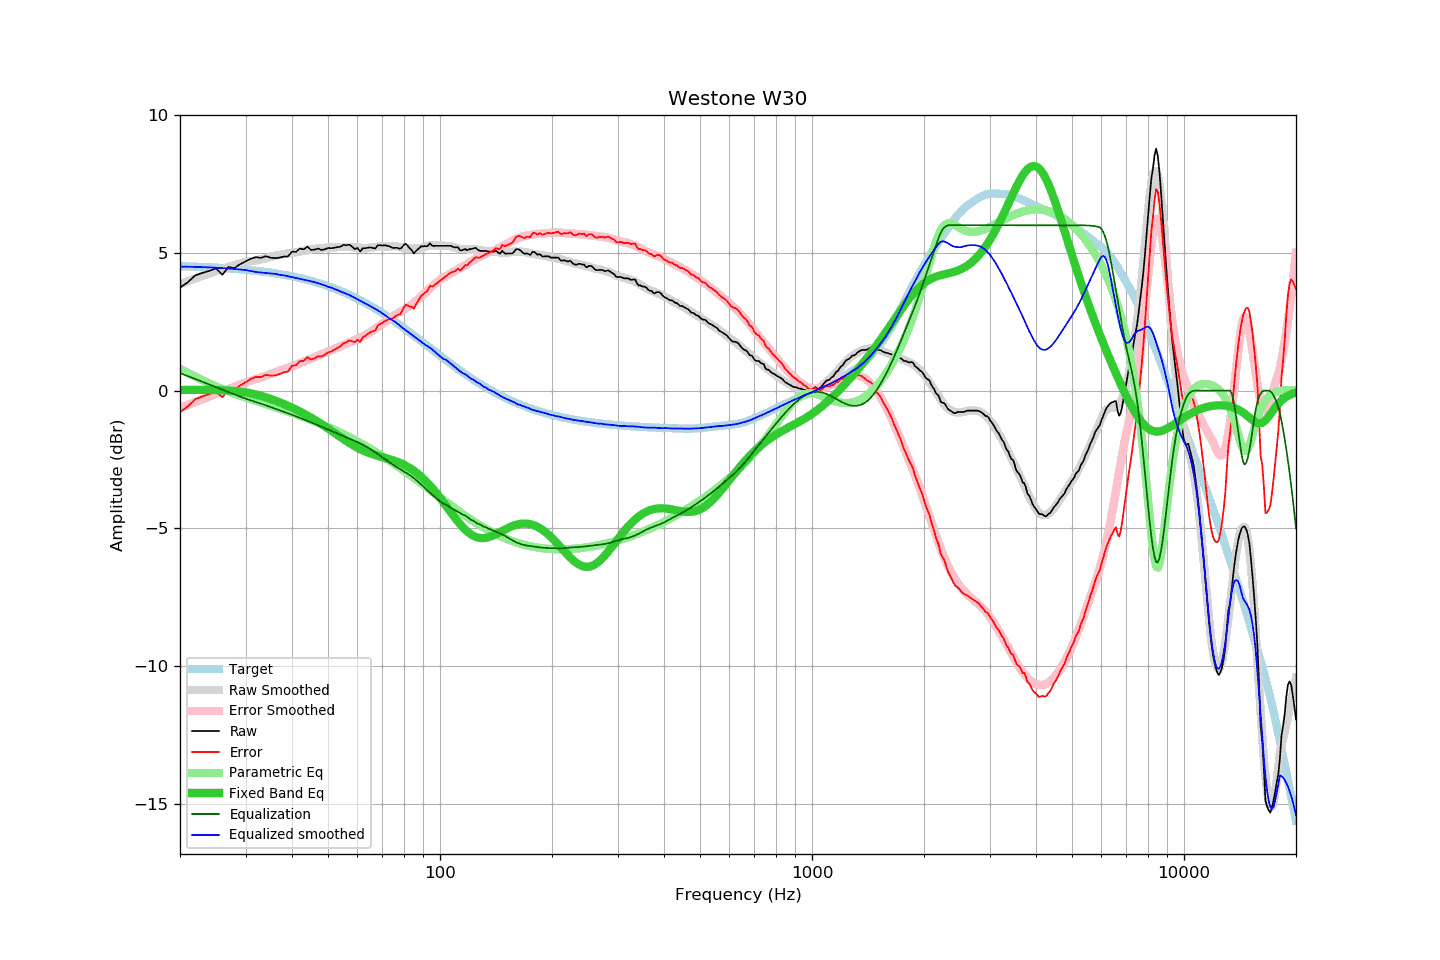 Westone W30
10
5
0
−5
−10
−15
Amplitude (dBr)
Target
Raw Smoothed
Error Smoothed
Raw
Error
Parametric Eq
Fixed Band Eq
Equalization
Equalized smoothed
100
1000
10000
Frequency (Hz)